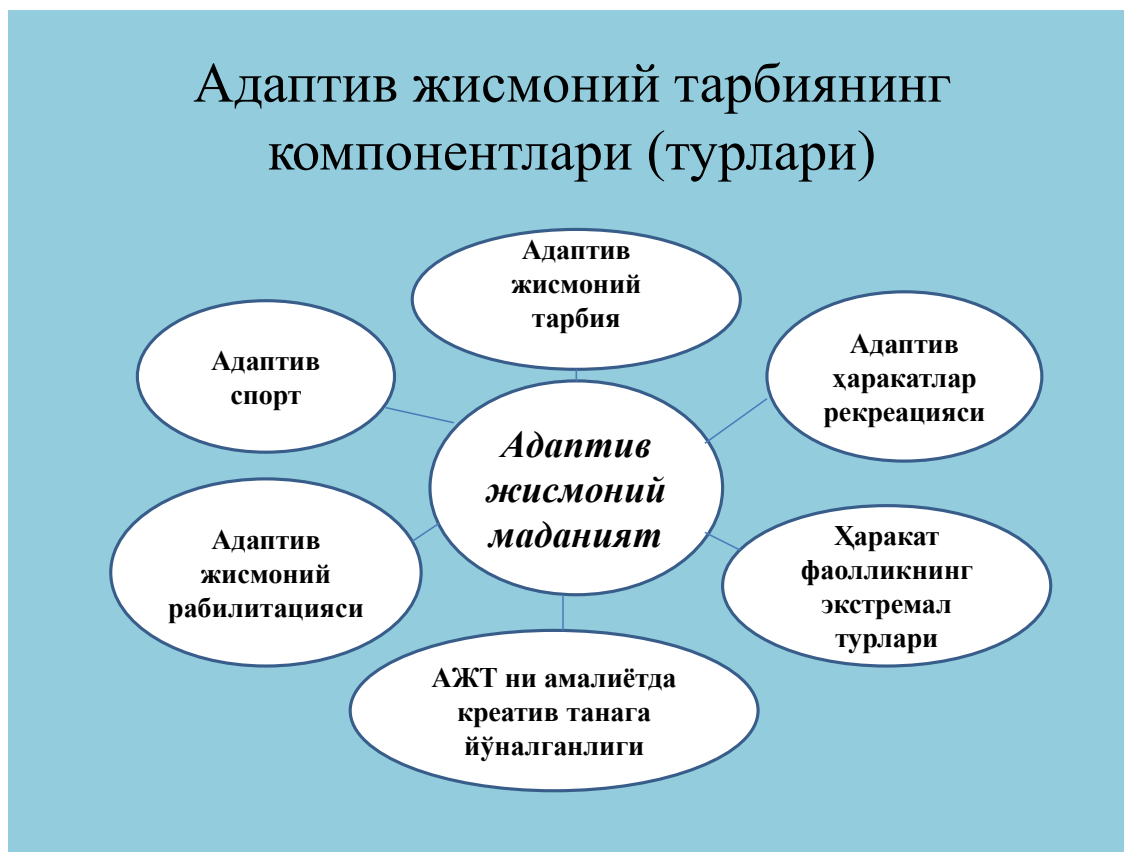 Адаптив жисмоний тарбиянинг
компонентлари (турлари)
Адаптив
жисмоний
тарбия
Адаптив
спорт
Адаптив
ҳаракатлар
рекреацияси
Адаптив
жисмоний
маданият
Адаптив
жисмоний
рабилитацияси
Ҳаракат
фаолликнинг
экстремал
турлари
АЖТ ни амалиётда
креатив танага
йўналганлиги